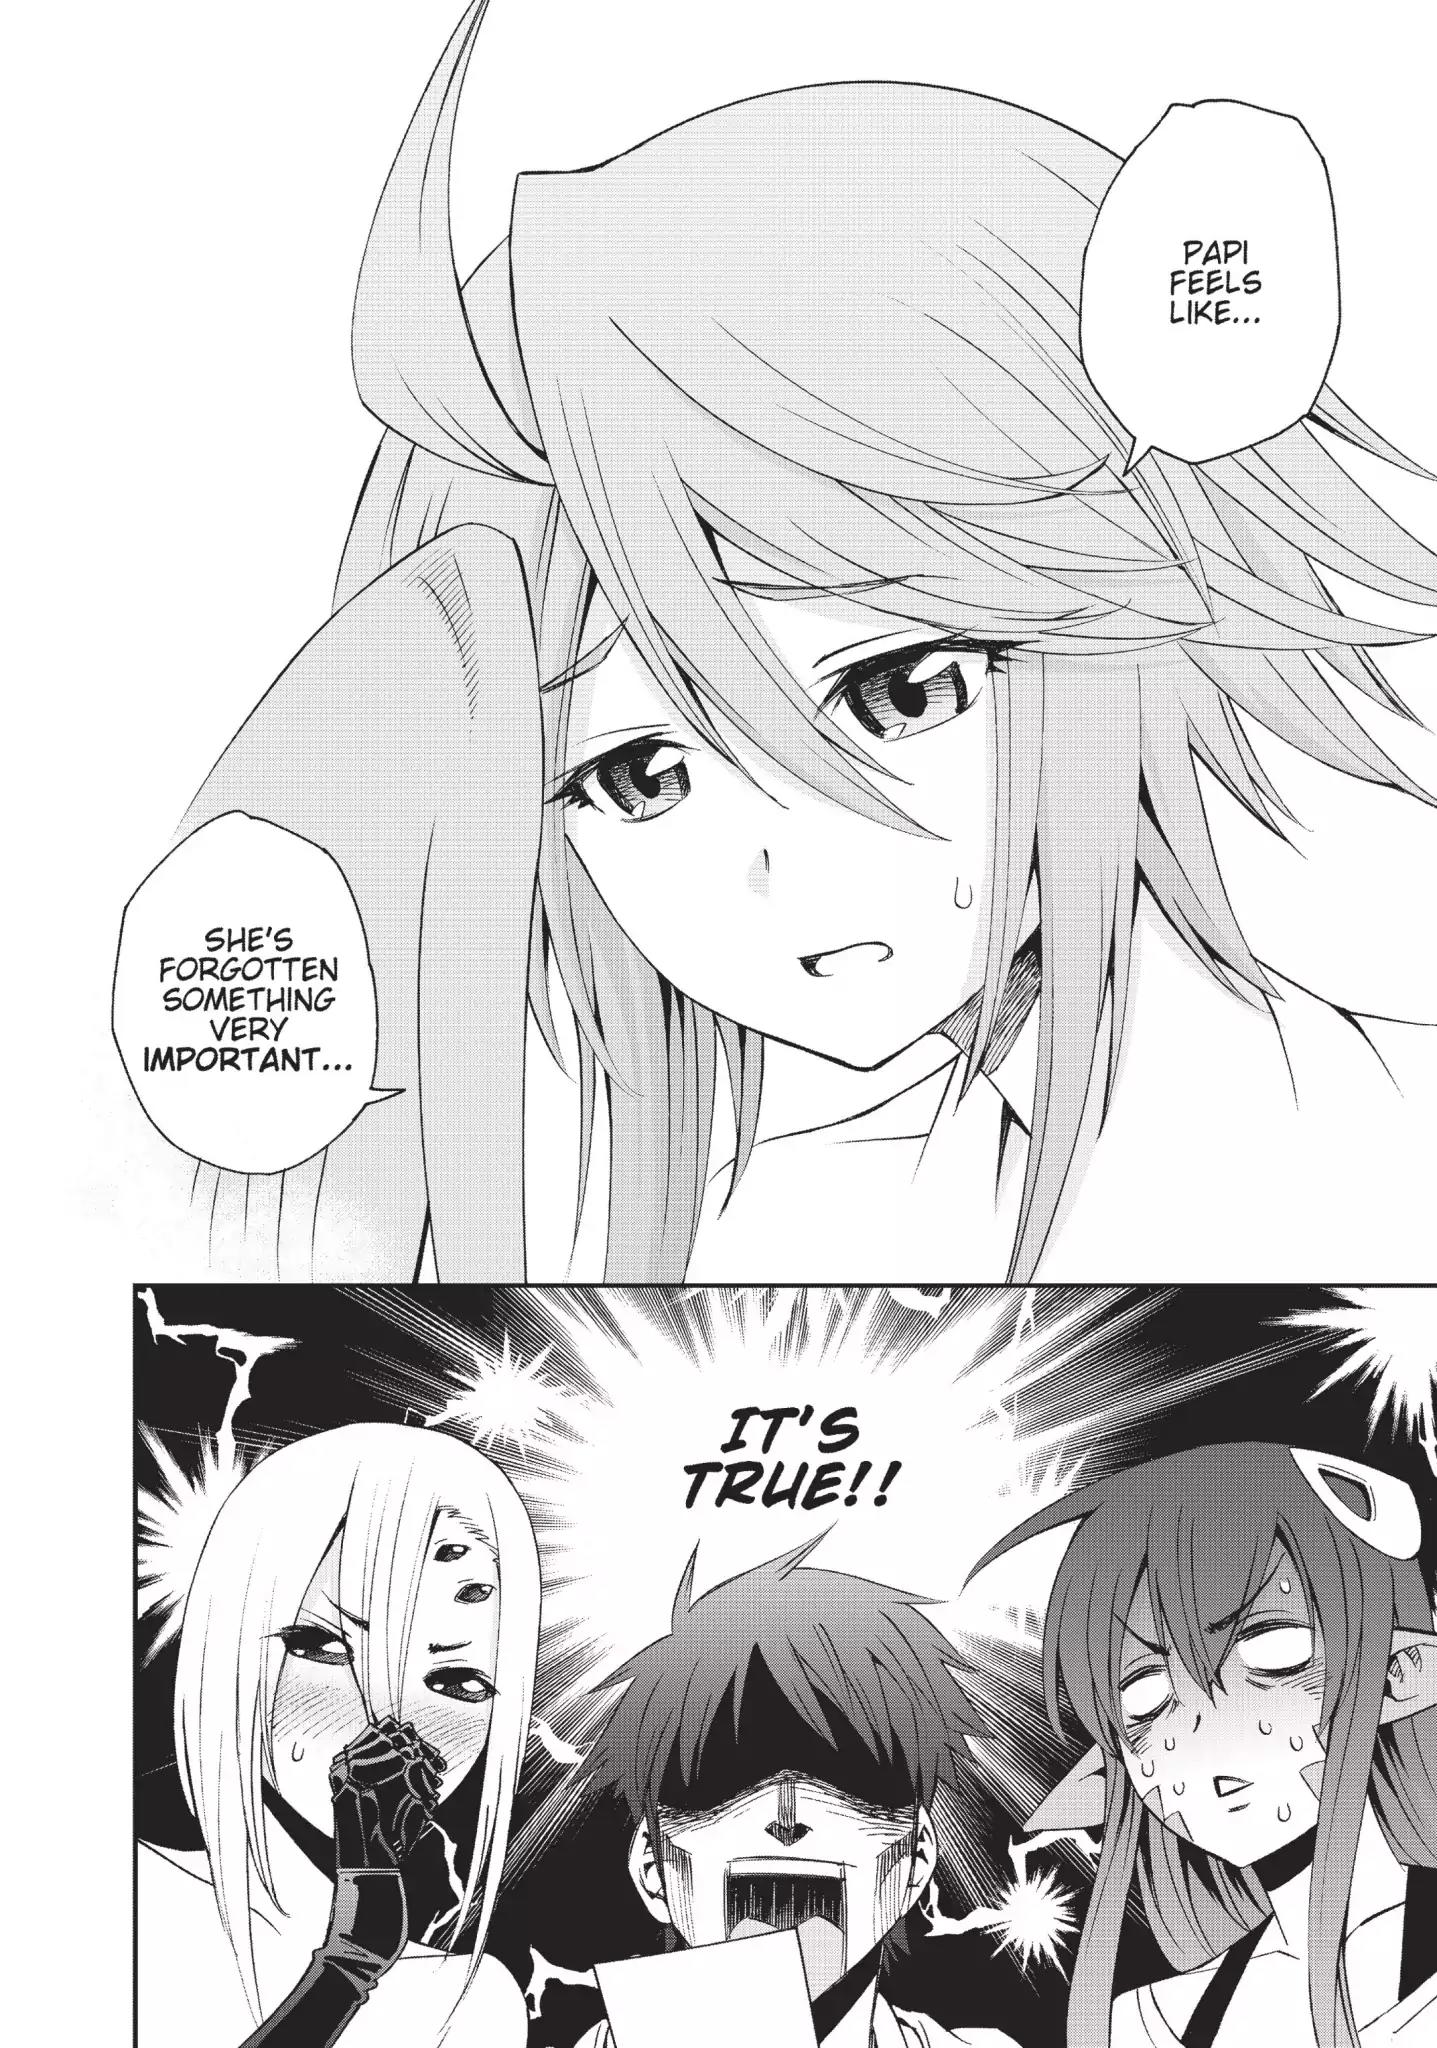 PAPI
FEELS
LIKE...
SHE'S
FORGOTTEN
SOMETHING
VERY
IMPORTANT...
IT'S
TRUE!!